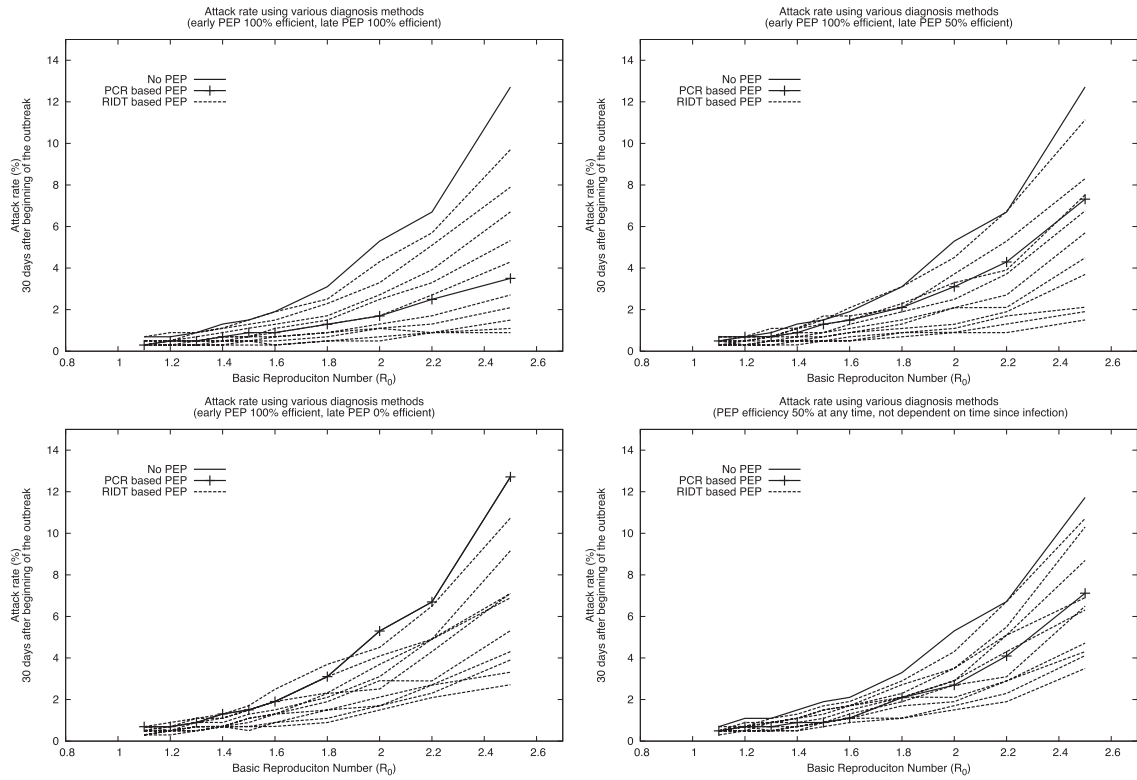 Attack rate using various diagnosis methods
(early PEP 100% efficient, late PEP 100% efficient)
14
12
10
8
6
4
2
0
Attack rate (%)
30 days after beginning of the outbreak
No PEP
PCR based PEP
RIDT based PEP
0.8 1 1.2 1.4 1.6 1.8 2 2.2 2.4 2.6
Basic Reproduciton Number (R0)
Attack rate using various diagnosis methods
(early PEP 100% efficient, late PEP 50% efficient)
14
12
10
8
6
4
2
0
Attack rate (%)
30 days after beginning of the outbreak
No PEP
PCR based PEP
RIDT based PEP
0.8 1 1.2 1.4 1.6 1.8 2 2.2 2.4 2.6
Basic Reproduciton Number (R0)
Attack rate using various diagnosis methods
(early PEP 100% efficient, late PEP 0% efficient)
14
12
10
8
6
4
2
0
Attack rate (%)
30 days after beginning of the outbreak
No PEP
PCR based PEP
RIDT based PEP
0.8 1 1.2 1.4 1.6 1.8 2 2.2 2.4 2.6
Basic Reproduciton Number (R0)
Attack rate using various diagnosis methods
(PEP efficiency 50% at any time, not dependent on time since infection)
14
12
10
8
6
4
2
0
Attack rate (%)
30 days after beginning of the outbreak
No PEP
PCR based PEP
RIDT based PEP
0.8 1 1.2 1.4 1.6 1.8 2 2.2 2.4 2.6
Basic Reproduciton Number (R0)